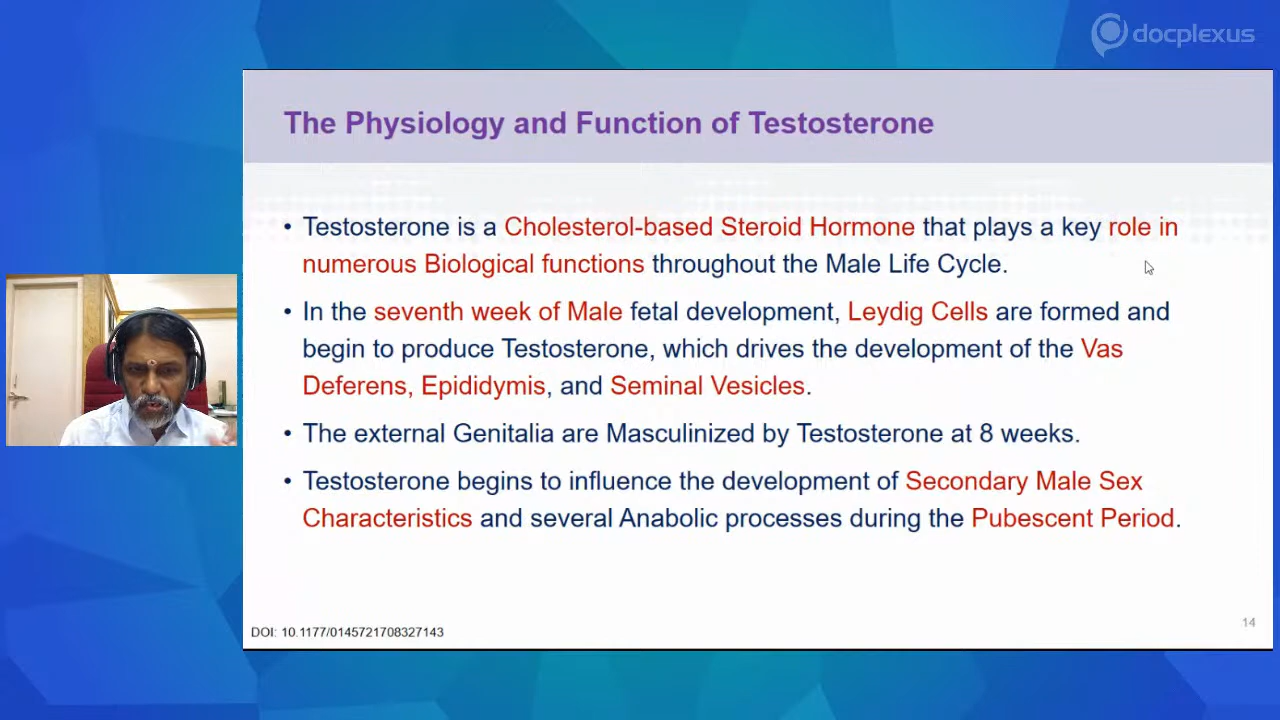 docplexus
The Physiology and Function of Testosterone
• Testosterone is a Cholesterol-based Steroid Hormone that plays a key role in
numerous Biological functions throughout the Male Life Cycle.
• In the seventh week of Male fetal development, Leydig Cells are formed and
begin to produce Testosterone, which drives the development of the Vas
Deferens, Epididymis, and Seminal Vesicles.
• The external Genitalia are Masculinized by Testosterone at 8 weeks.
• Testosterone begins to influence the development of Secondary Male Sex
Characteristics and several Anabolic processes during the Pubescent Period.
DOI: 10.1177/0145721708327143
14